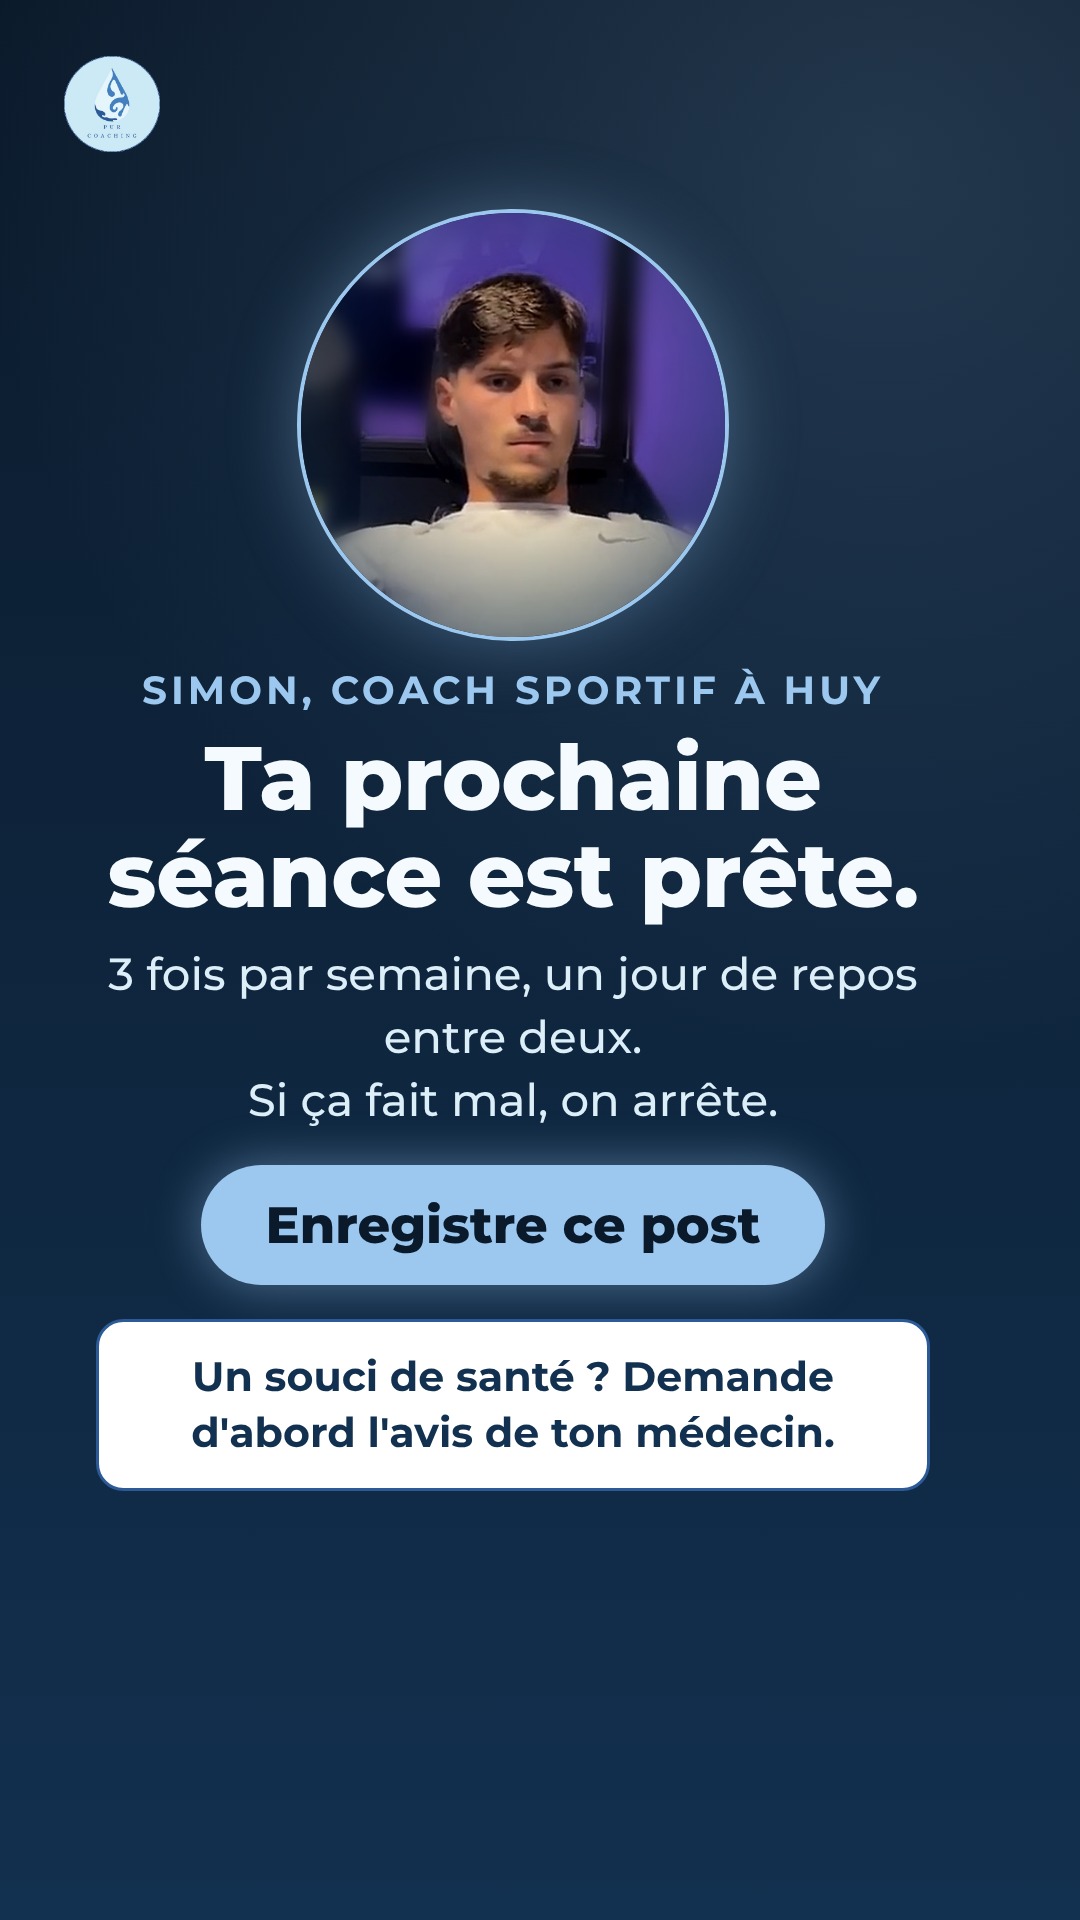 PUR
COACHING
SIMON, COACH SPORTIF À HUY
Ta prochaine
séance est prête.
3 fois par semaine, un jour de repos
entre deux.
Si ça fait mal, on arrête.
Enregistre ce post
Un souci de santé ? Demande
d'abord l'avis de ton médecin.